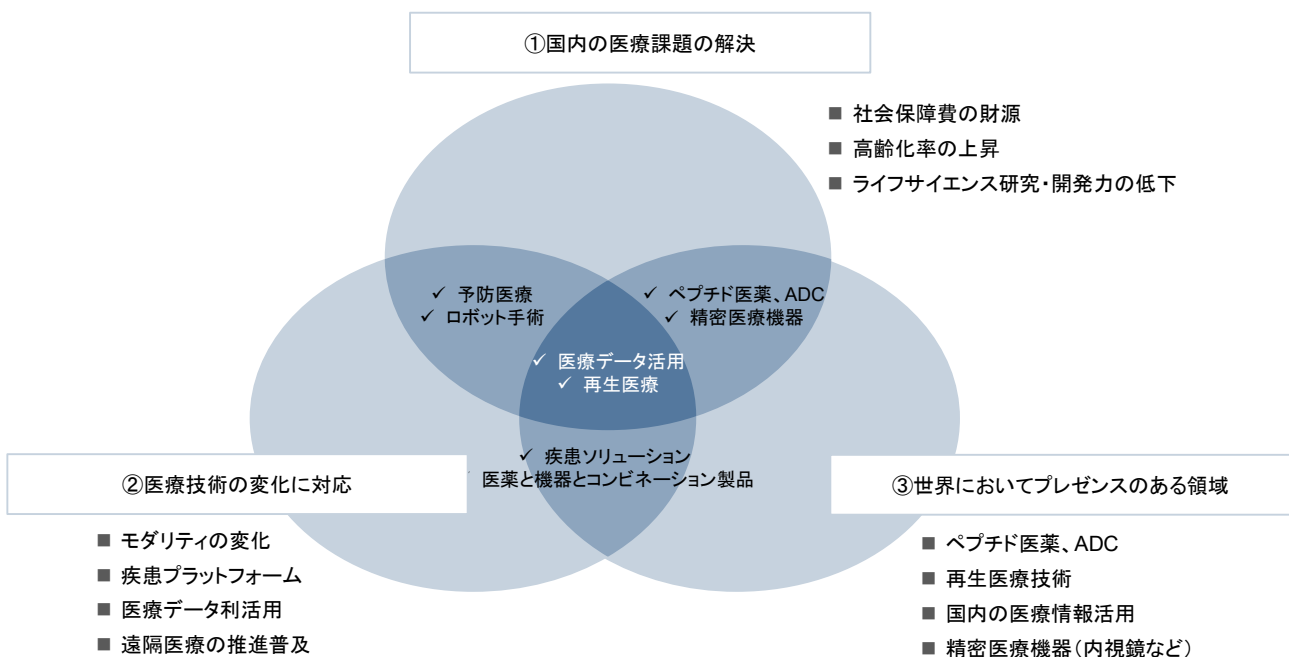 ①国内の医療課題の解決
■ 社会保障費の財源
■ 高齢化率の上昇
■ ライフサイエンス研究・開発力の低下
✓ 予防医療
✓ ロボット手術
✓ ペプチド医薬、ADC
✓ 精密医療機器
✓ 医療データ活用
✓ 再生医療
✓ 疾患ソリューション
✓ 医薬と機器とコンビネーション製品
②医療技術の変化に対応
■ モダリティの変化
■ 疾患プラットフォーム
■ 医療データ利活用
■ 遠隔医療の推進普及
③世界においてプレゼンスのある領域
■ ペプチド医薬、ADC
■ 再生医療技術
■ 国内の医療情報活用
■ 精密医療機器(内視鏡など)